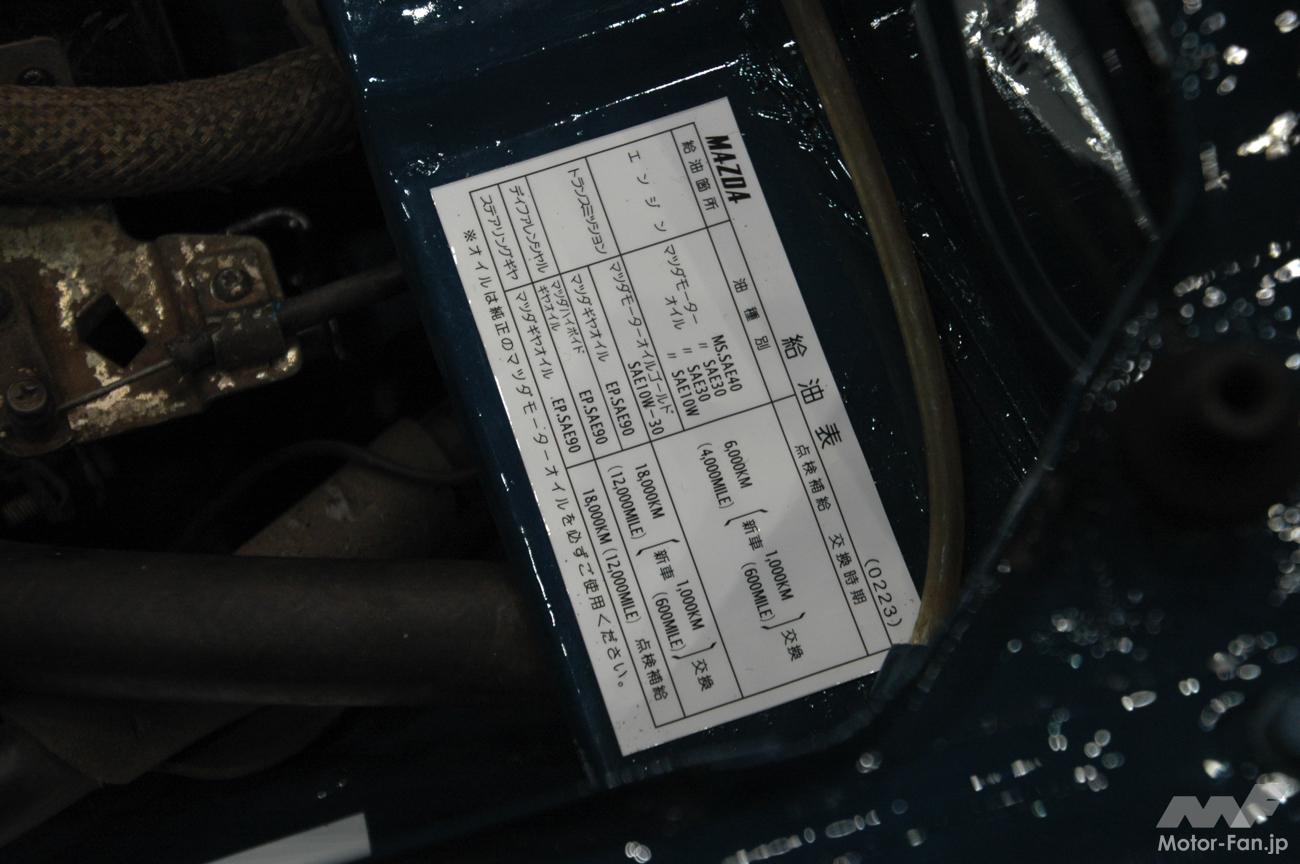 MAZDA 給油表 (0223)
給油箇所 油種別 点検補給 交換時期
エンジン マツダモーターオイル MS.SAE40 6,000KM (4,000MILE) (新車 1,000KM (600MILE)) 交換
〃 SAE30
〃 SAE30
〃 SAE10W
マツダモーターオイルゴールド SAE10W-30
トランスミッション マツダギヤオイル EP.SAE90 18,000KM (12,000MILE) (新車 1,000KM (600MILE)) 交換
ディファレンシャル マツダハイポイドギヤオイル EP.SAE90
ステアリングギヤ マツダギヤオイル EP.SAE90 18,000KM (12,000MILE) 点検補給
※オイルは純正のマツダモーターオイルを必ずご使用ください。
MF
Motor-Fan.jp